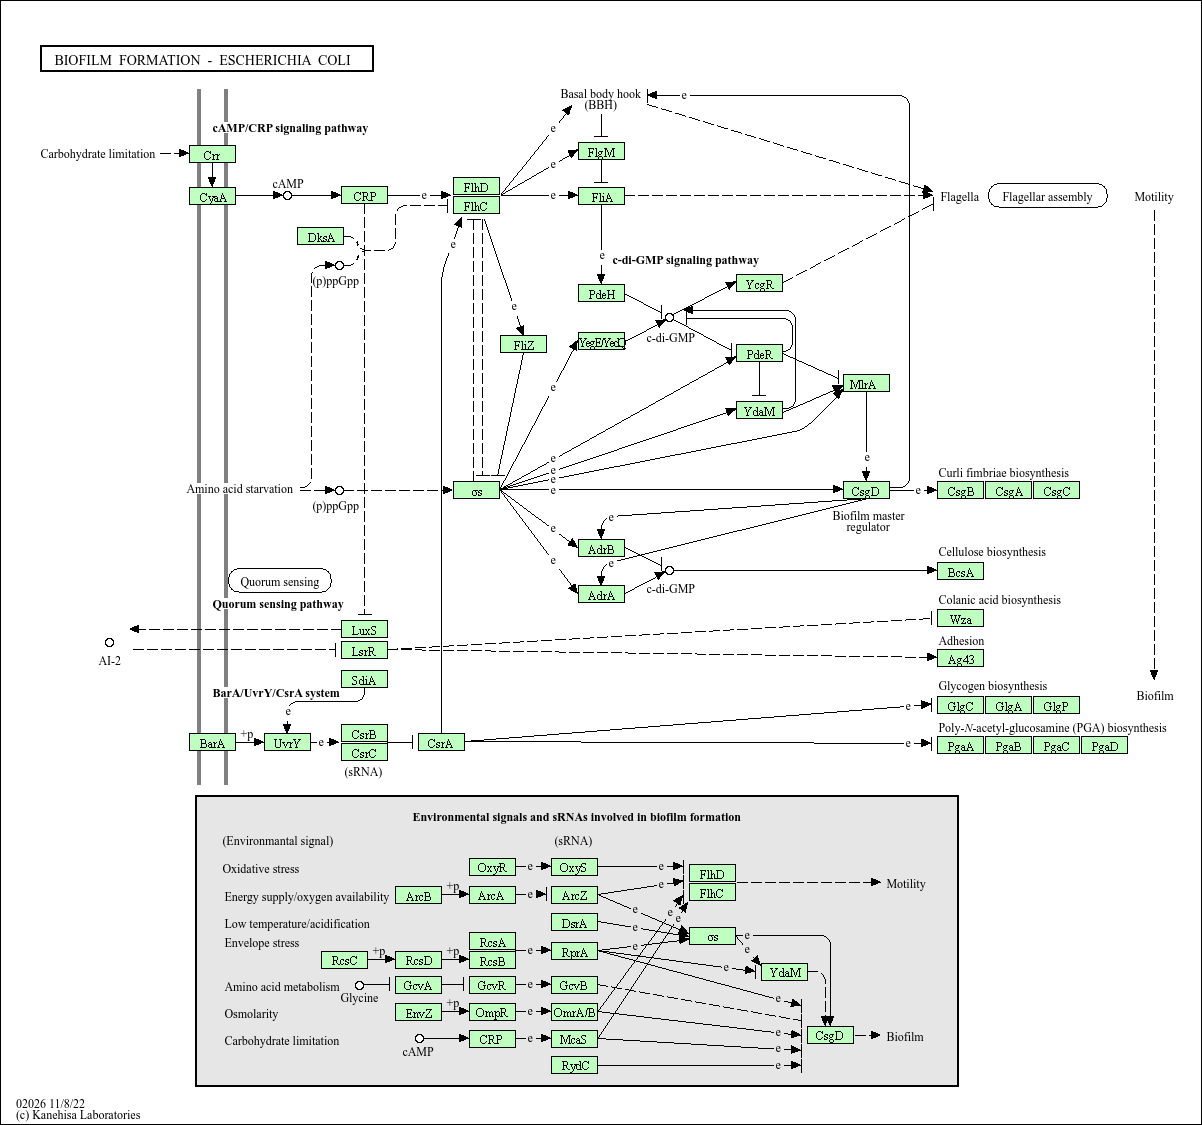 BIOFILM FORMATION - ESCHERICHIA COLI
Basal body hook
(BBH)
e
e
cAMP/CRP signaling pathway
Carbohydrate limitation
Crr
FlgM
e
CyaA
cAMP
CRP
e
FlhD
FlhC
e
FliA
Flagella
Flagellar assembly
Motility
DksA
(p)ppGpp
e
e
c-di-GMP signaling pathway
PdeH
YcgR
e
c-di-GMP
FliZ
PdeR
e
MlrA
YdaM
e
e
e
e
e
Curli fimbriae biosynthesis
Amino acid starvation
(p)ppGpp
σs
e
CsgD
e
CsgB
CsgA
CsgC
Biofilm master
regulator
e
e
AdrB
e
e
AdrA
c-di-GMP
Cellulose biosynthesis
BcsA
Quorum sensing
Quorum sensing pathway
Colanic acid biosynthesis
LuxS
Wza
AI-2
LsrR
Adhesion
Ag43
SdiA
BarA/UvrY/CsrA system
Glycogen biosynthesis
e
e
GlgC
GlgA
GlgP
Biofilm
BarA
+p
UvrY
e
CsrB
CsrC
(sRNA)
CsrA
e
Poly-N-acetyl-glucosamine (PGA) biosynthesis
PgaA
PgaB
PgaC
PgaD
Environmental signals and sRNAs involved in biofilm formation
(Environmantal signal)
(sRNA)
Oxidative stress
OxyR
e
OxyS
e
FlhD
FlhC
Motility
Energy supply/oxygen availability
ArcB
+p
ArcA
e
ArcZ
e
Low temperature/acidification
DsrA
e
e
e
e
σs
e
e
Envelope stress
RcsC
+p
RcsD
+p
RcsA
RcsB
e
RprA
e
e
YdaM
Amino acid metabolism
Glycine
GcvA
GcvR
e
GcvB
e
Osmolarity
EnvZ
+p
OmpR
e
OmrA/B
e
CsgD
Biofilm
Carbohydrate limitation
cAMP
CRP
e
McaS
e
RydC
e
02026 11/8/22
(c) Kanehisa Laboratories